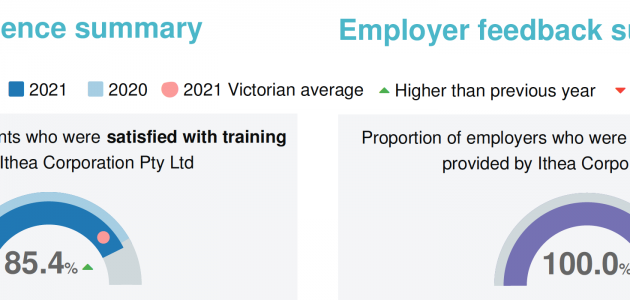 ence summary
Employer feedback su
2021 2020 2021 Victorian average Higher than previous year
nts who were satisfied with training
Ithea Corporation Pty Ltd
Proportion of employers who were
provided by Ithea Corpo
85.4%
100.0%